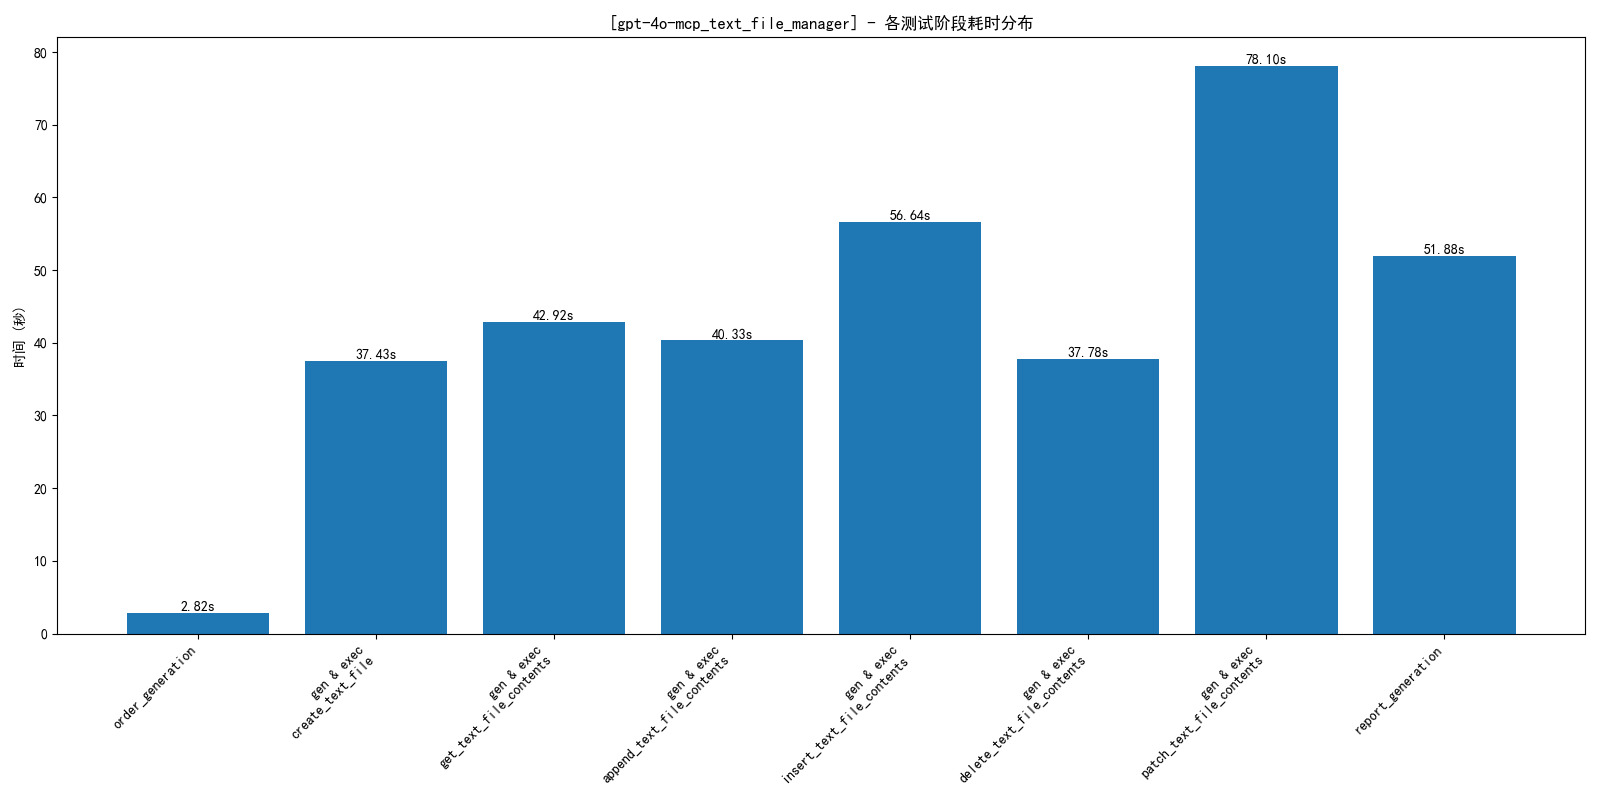 [gpt-4o-mcp_text_file_manager] - 各测试阶段耗时分布
时间 (秒)
80
70
60
50
40
30
20
10
0
2.82s
37.43s
42.92s
40.33s
56.64s
37.78s
78.10s
51.88s
order_generation
gen & exec
create_text_file
gen & exec
get_text_file_contents
gen & exec
append_text_file_contents
gen & exec
insert_text_file_contents
gen & exec
delete_text_file_contents
gen & exec
patch_text_file_contents
report_generation